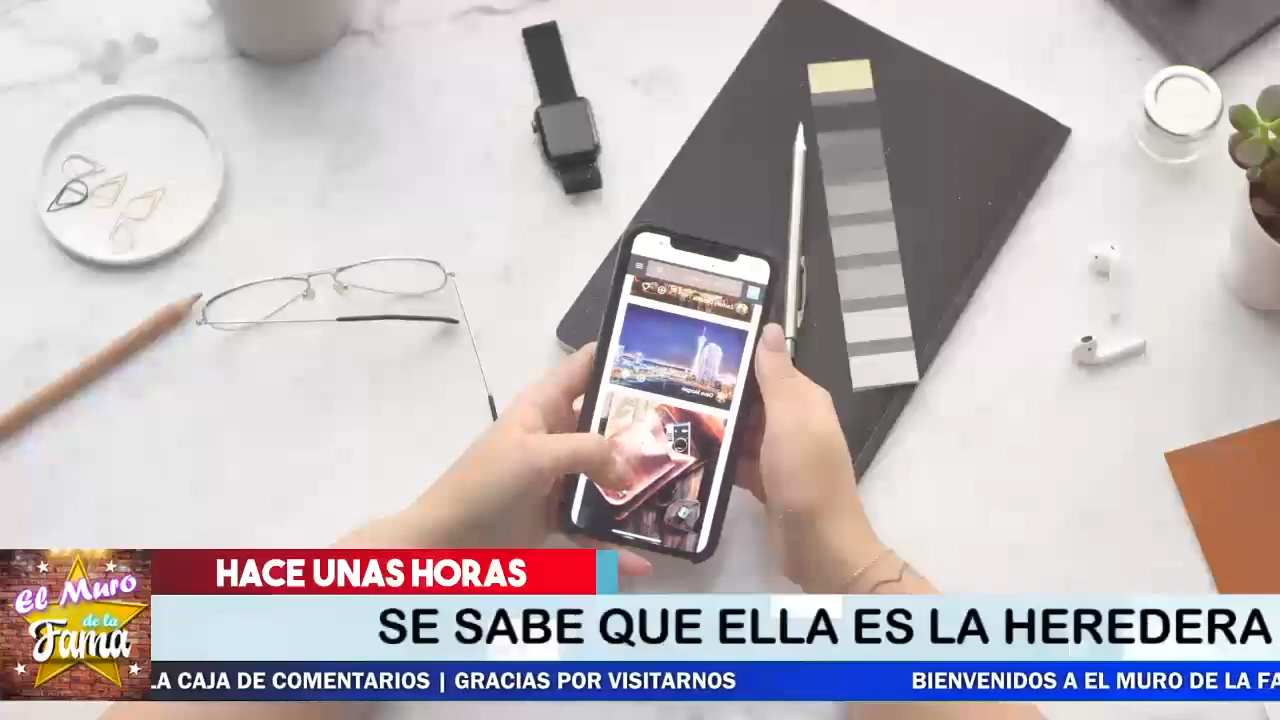 HACE UNAS HORAS
SE SABE QUE ELLA ES LA HEREDERA
El Muro
de la
Fama
LA CAJA DE COMENTARIOS | GRACIAS POR VISITARNOS
BIENVENIDOS A EL MURO DE LA FA